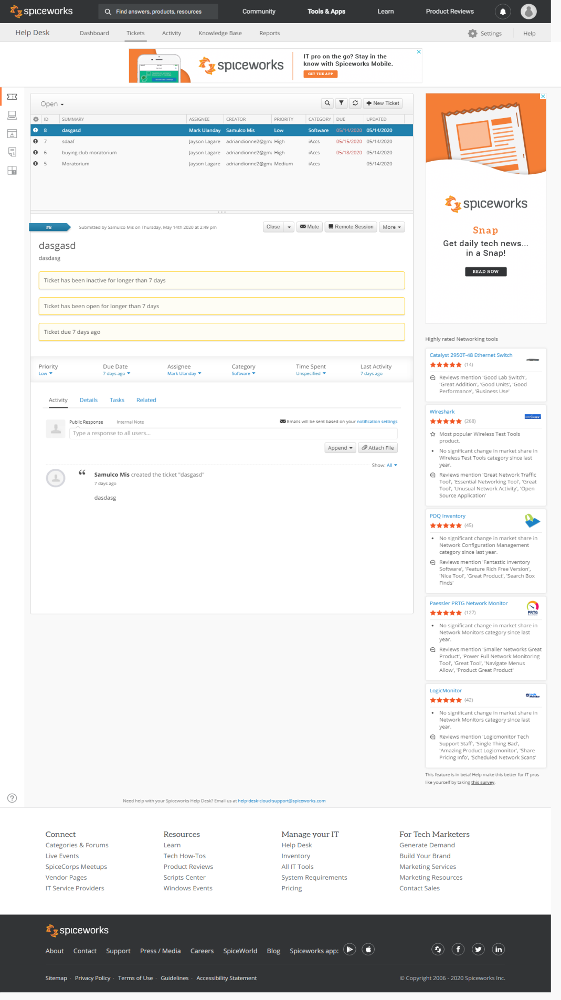 spiceworks
Find answers, products, resources
Community
Tools & Apps
Learn
Product Reviews
Help Desk
Dashboard
Tickets
Activity
Knowledge Base
Reports
Settings
Help
spiceworks
IT pro on the go? Stay in the
know with Spiceworks Mobile.
GET THE APP
Open
New Ticket
ID SUMMARY ASSIGNEE CREATOR PRIORITY CATEGORY DUE UPDATED
8 dasgasd Mark Ulanday Samulco Mis Low Software 05/14/2020 05/14/2020
7 sdaaf Jayson Lagare adriandionne2@gm High iAccs 05/15/2020 05/14/2020
6 buying club moratorium Jayson Lagare adriandionne2@gm High iAccs 05/18/2020 05/14/2020
5 Moratorium Jayson Lagare adriandionne2@gm Medium iAccs 05/14/2020
#8
Submitted by Samulco Mis on Thursday, May 14th 2020 at 2:49 pm
Close
Mute
Remote Session
More
dasgasd
dasdasg
Ticket has been inactive for longer than 7 days
Ticket has been open for longer than 7 days
Ticket due 7 days ago
Priority Due Date Assignee Category Time Spent Last Activity
Low 7 days ago Mark Ulanday Software Unspecified 7 days ago
Activity Details Tasks Related
Public Response Internal Note
Emails will be sent based on your notification settings
Type a response to all users...
Append
Attach File
Show: All
“ Samulco Mis created the ticket "dasgasd"
7 days ago
dasdasg
spiceworks
Snap
Get daily tech news...
in a Snap!
READ NOW
Highly rated Networking tools
Catalyst 2950T-48 Ethernet Switch
(14)
Reviews mention 'Good Lab Switch',
'Great Addition', 'Good Units', 'Good
Performance', 'Business Use'
Wireshark
(268)
Most popular Wireless Test Tools
product.
• No significant change in market share in
Wireless Test Tools category since last
year.
Reviews mention 'Great Network Traffic
Tool', 'Essential Networking Tool', 'Great
Tool', 'Unusual Network Activity', 'Open
Source Application'
PDQ Inventory
(45)
• No significant change in market share in
Network Configuration Management
category since last year.
Reviews mention 'Fantastic Inventory
Software', 'Feature Rich Free Version',
'Nice Tool', 'Great Product', 'Search Box
Finds'
Paessler PRTG Network Monitor
PRTG
(127)
• No significant change in market share in
Network Monitors category since last
year.
Reviews mention 'Smaller Networks Great
Product', 'Power Full Network Monitoring
Tool', 'Great Tool', 'Navigate Menus
Allow', 'Product Great Product'
LogicMonitor
Logic
Monitor
(42)
• No significant change in market share in
Network Monitors category since last
year.
Reviews mention 'Logicmonitor Tech
Support Staff', 'Single Thing Bad',
'Amazing Product Logicmonitor', 'Share
Pricing Info', 'Scheduled Network Scans'
This feature is in beta! Help make this better for IT pros
like yourself by taking this survey.
Need help with your Spiceworks Help Desk? Email us at help-desk-cloud-support@spiceworks.com
Connect
Categories & Forums
Live Events
SpiceCorps Meetups
Vendor Pages
IT Service Providers
Resources
Learn
Tech How-Tos
Product Reviews
Scripts Center
Windows Events
Manage your IT
Help Desk
Inventory
All IT Tools
System Requirements
Pricing
For Tech Marketers
Generate Demand
Build Your Brand
Marketing Services
Marketing Resources
Contact Sales
spiceworks
About Contact Support Press / Media Careers SpiceWorld Blog Spiceworks app:
Sitemap · Privacy Policy · Terms of Use · Guidelines · Accessibility Statement
© Copyright 2006 - 2020 Spiceworks Inc.